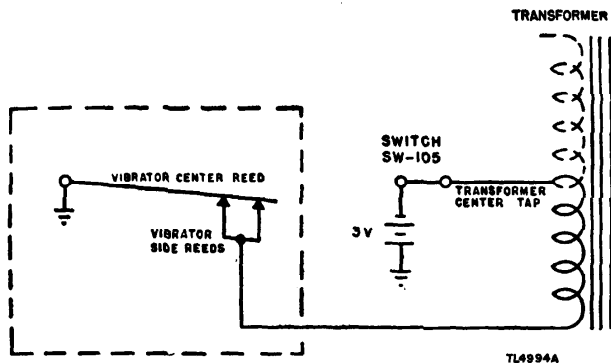 TRANSFORMER
SWITCH
SW-105
VIBRATOR CENTER REED
TRANSFORMER
CENTER TAP
VIBRATOR
SIDE REEDS
3V
TL4994A